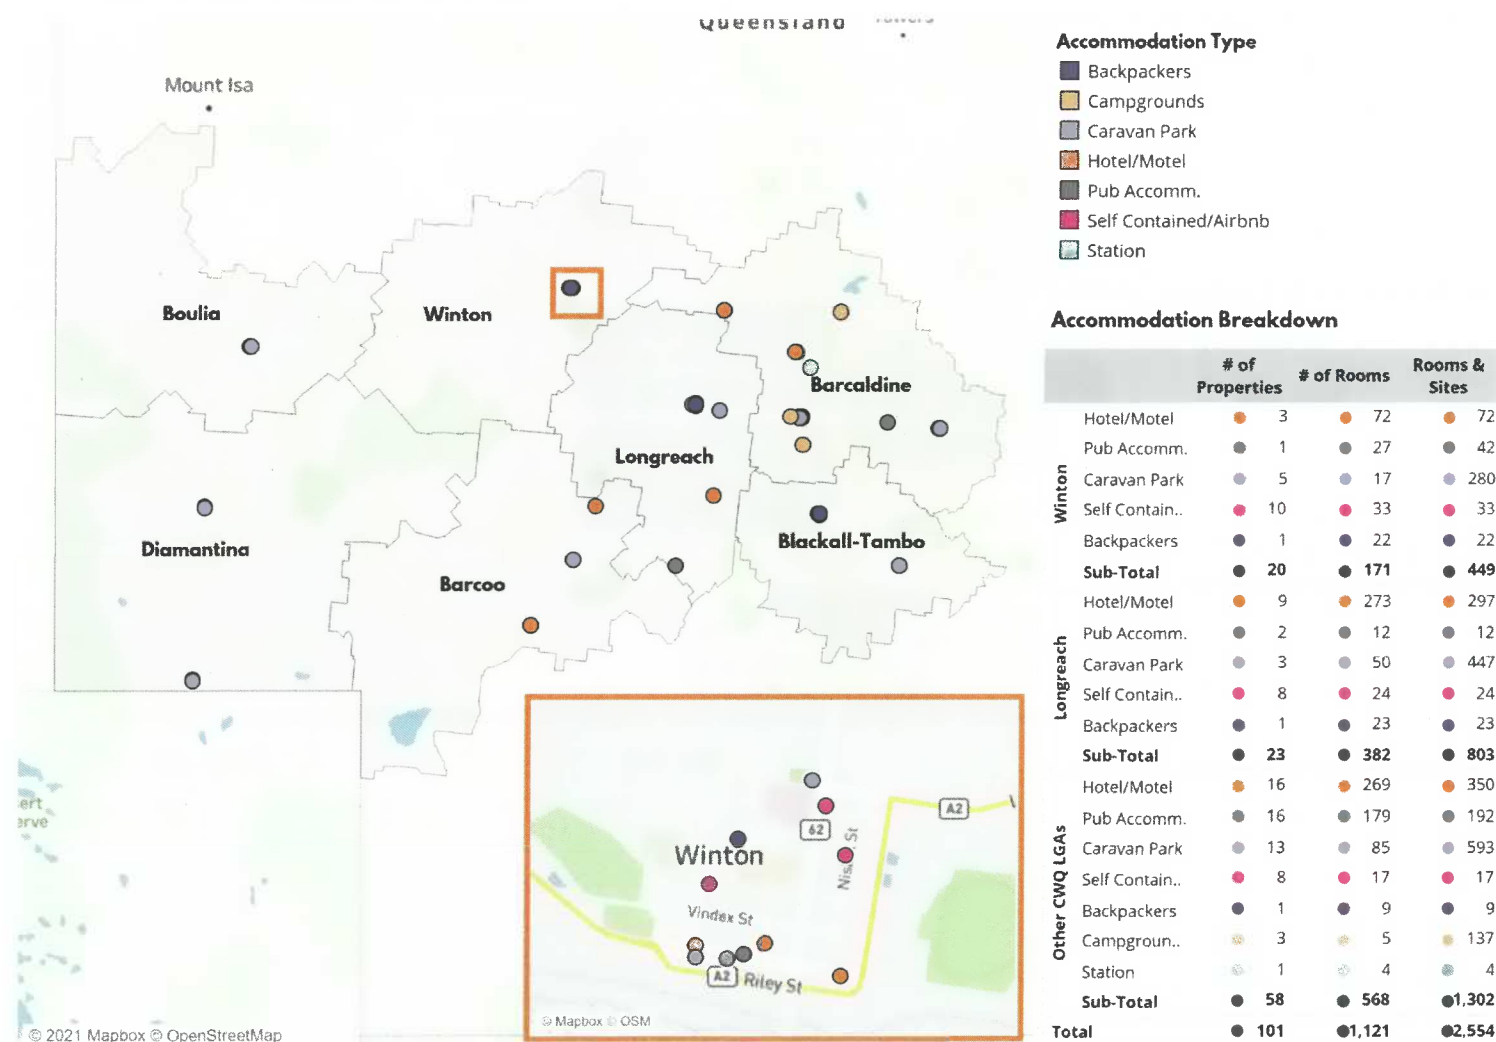 Queensland
Mount Isa
Boulia
Winton
Barcaldine
Longreach
Diamantina
Barcoo
Blackall-Tambo
Accommodation Type
Backpackers
Campgrounds
Caravan Park
Hotel/Motel
Pub Accomm.
Self Contained/Airbnb
Station
Accommodation Breakdown
# of Properties # of Rooms Rooms & Sites
Winton
Hotel/Motel 3 72 72
Pub Accomm. 1 27 42
Caravan Park 5 17 280
Self Contain.. 10 33 33
Backpackers 1 22 22
Sub-Total 20 171 449
Longreach
Hotel/Motel 9 273 297
Pub Accomm. 2 12 12
Caravan Park 3 50 447
Self Contain.. 8 24 24
Backpackers 1 23 23
Sub-Total 23 382 803
Other CWQ LGAs
Hotel/Motel 16 269 350
Pub Accomm. 16 179 192
Caravan Park 13 85 593
Self Contain.. 8 17 17
Backpackers 1 9 9
Campgroun.. 3 5 137
Station 1 4 4
Sub-Total 58 568 1,302
Total 101 1,121 2,554
62
A2
Winton
St
Vindex St
A2 Riley St
© Mapbox © OSM
© 2021 Mapbox © OpenStreetMap